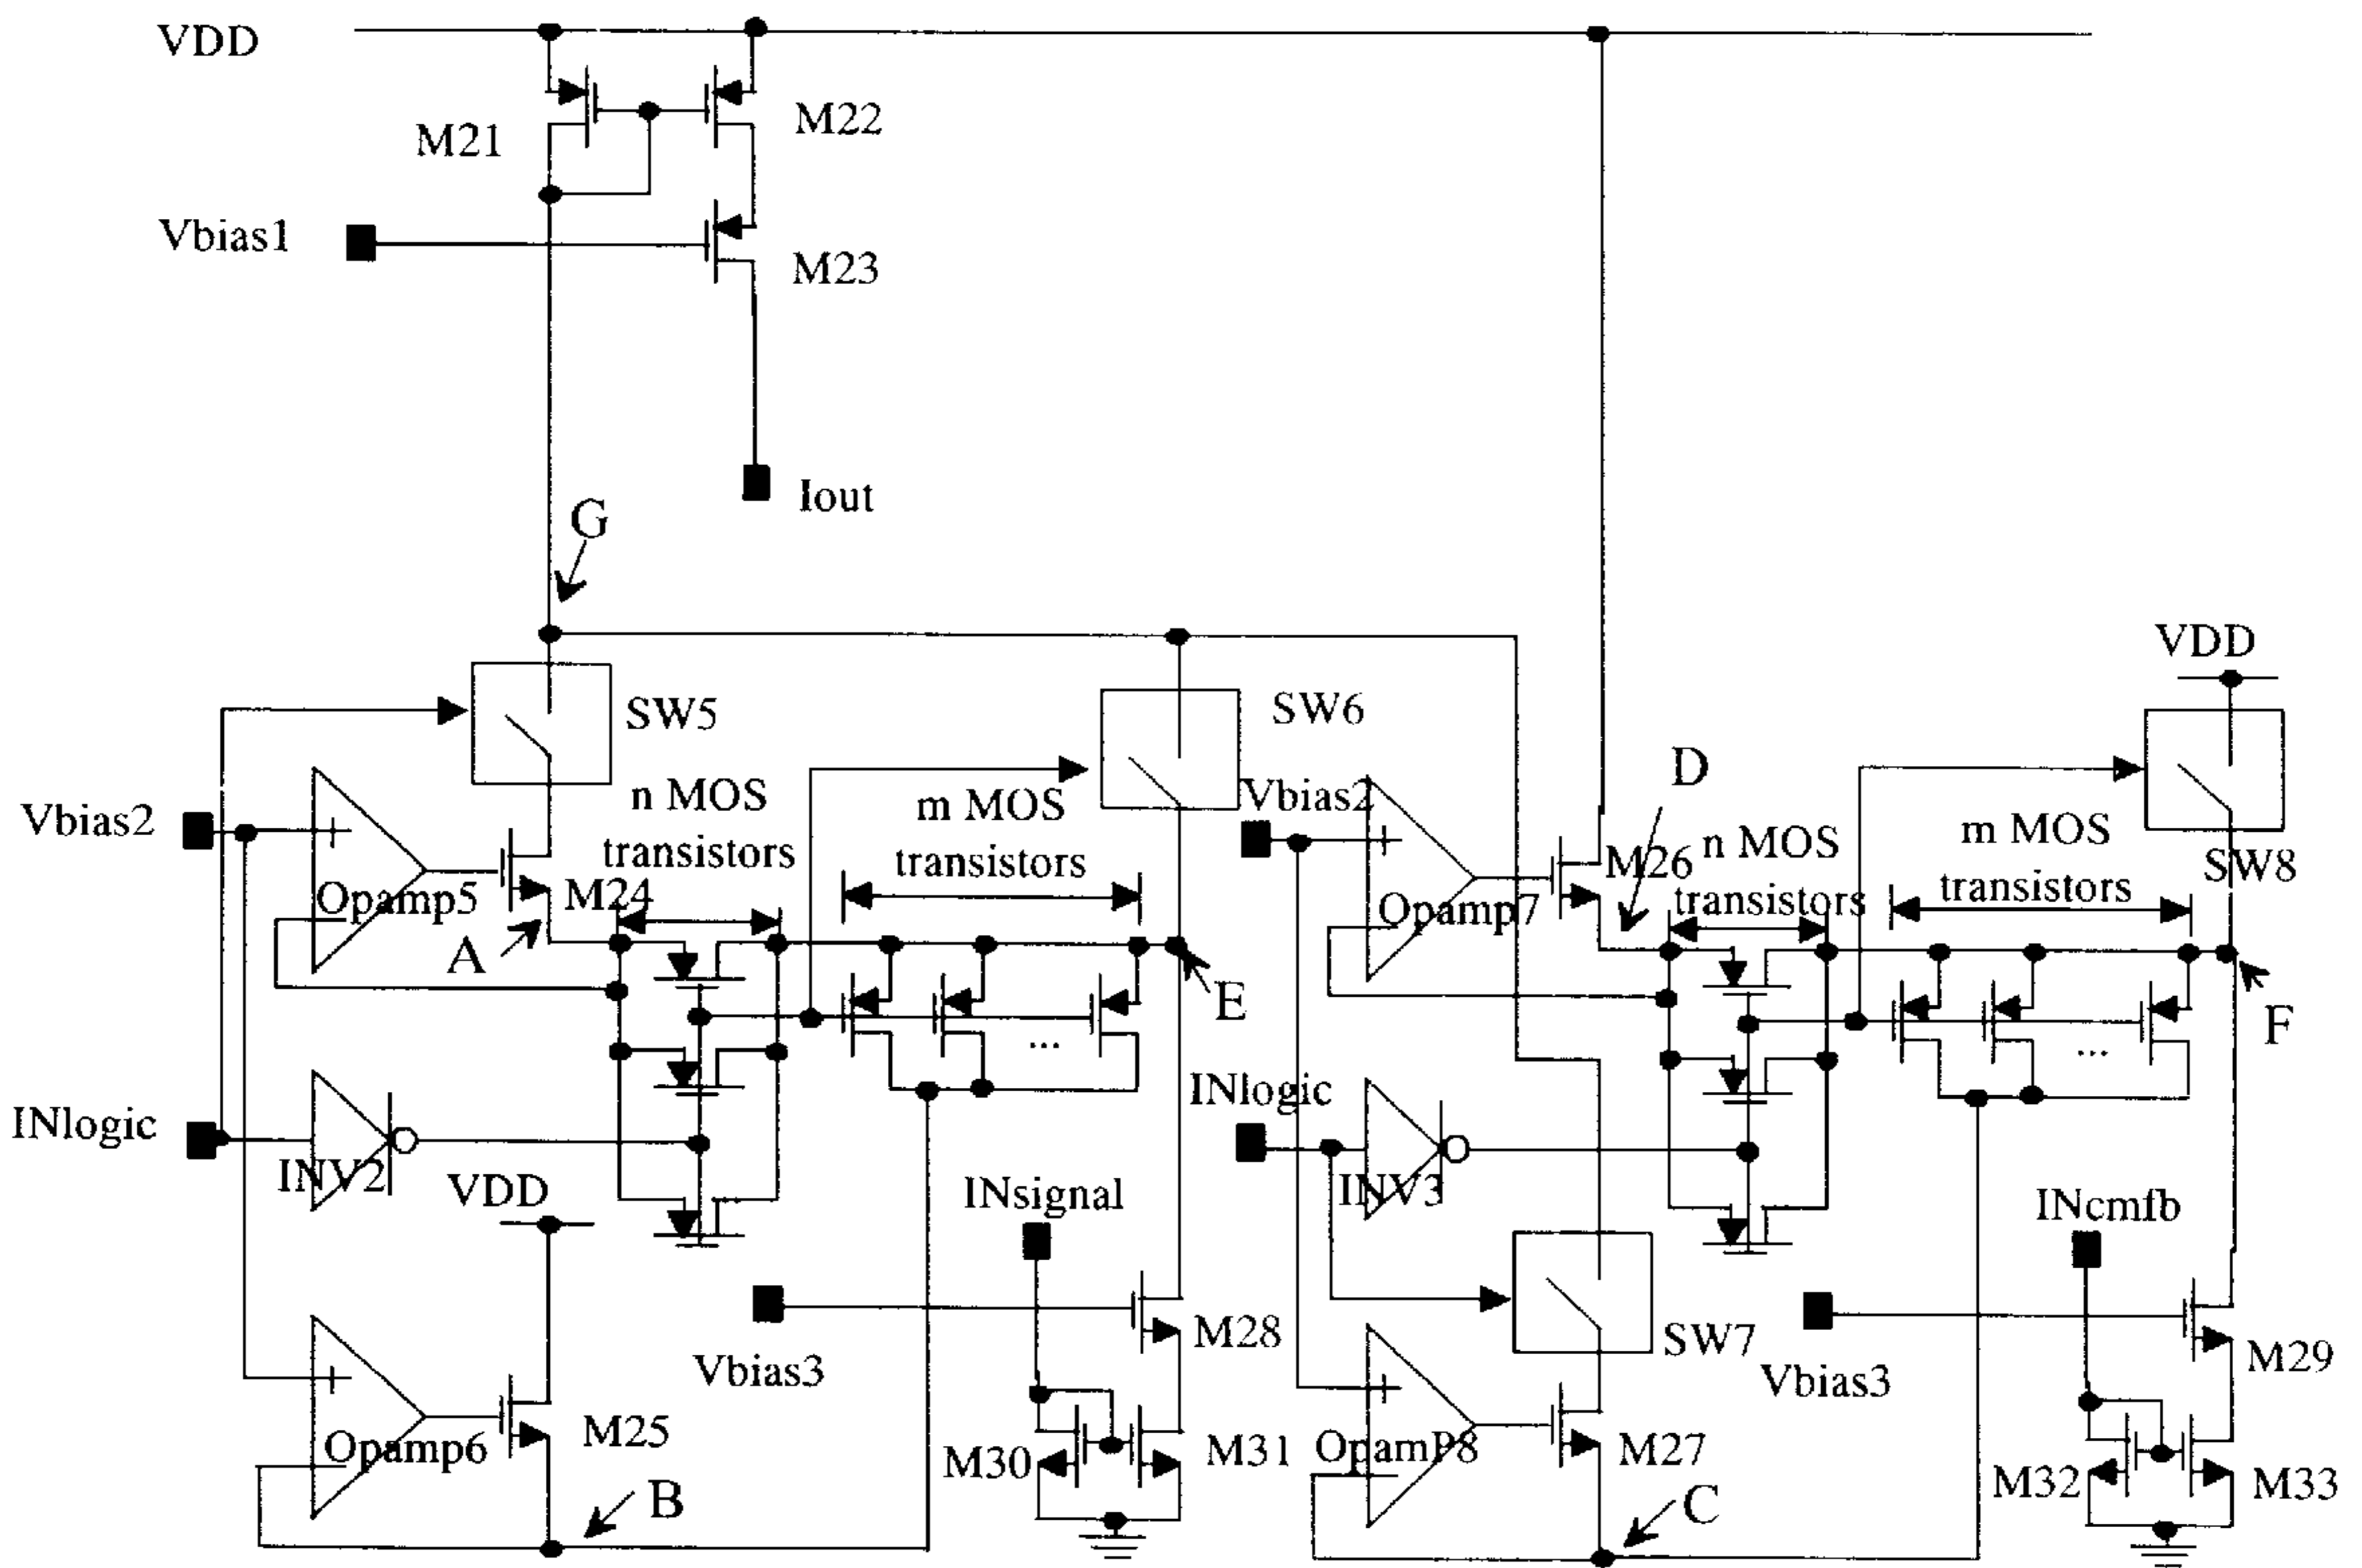 VDD
M21
M22
Vbias1
M23
Iout
G
VDD
SW5
SW6
n MOS
transistors
m MOS
transistors
Vbias2
Vbias2
D
n MOS
transistors
m MOS
transistors
SW8
Opamp5
M24
A
E
Opamp7
M26
F
...
...
INlogic
INV2
VDD
INsignal
INlogic
INV3
INcmfb
Vbias3
M28
SW7
Vbias3
M29
Opamp6
M25
M30
M31
OpamP8
M27
M32
M33
B
C